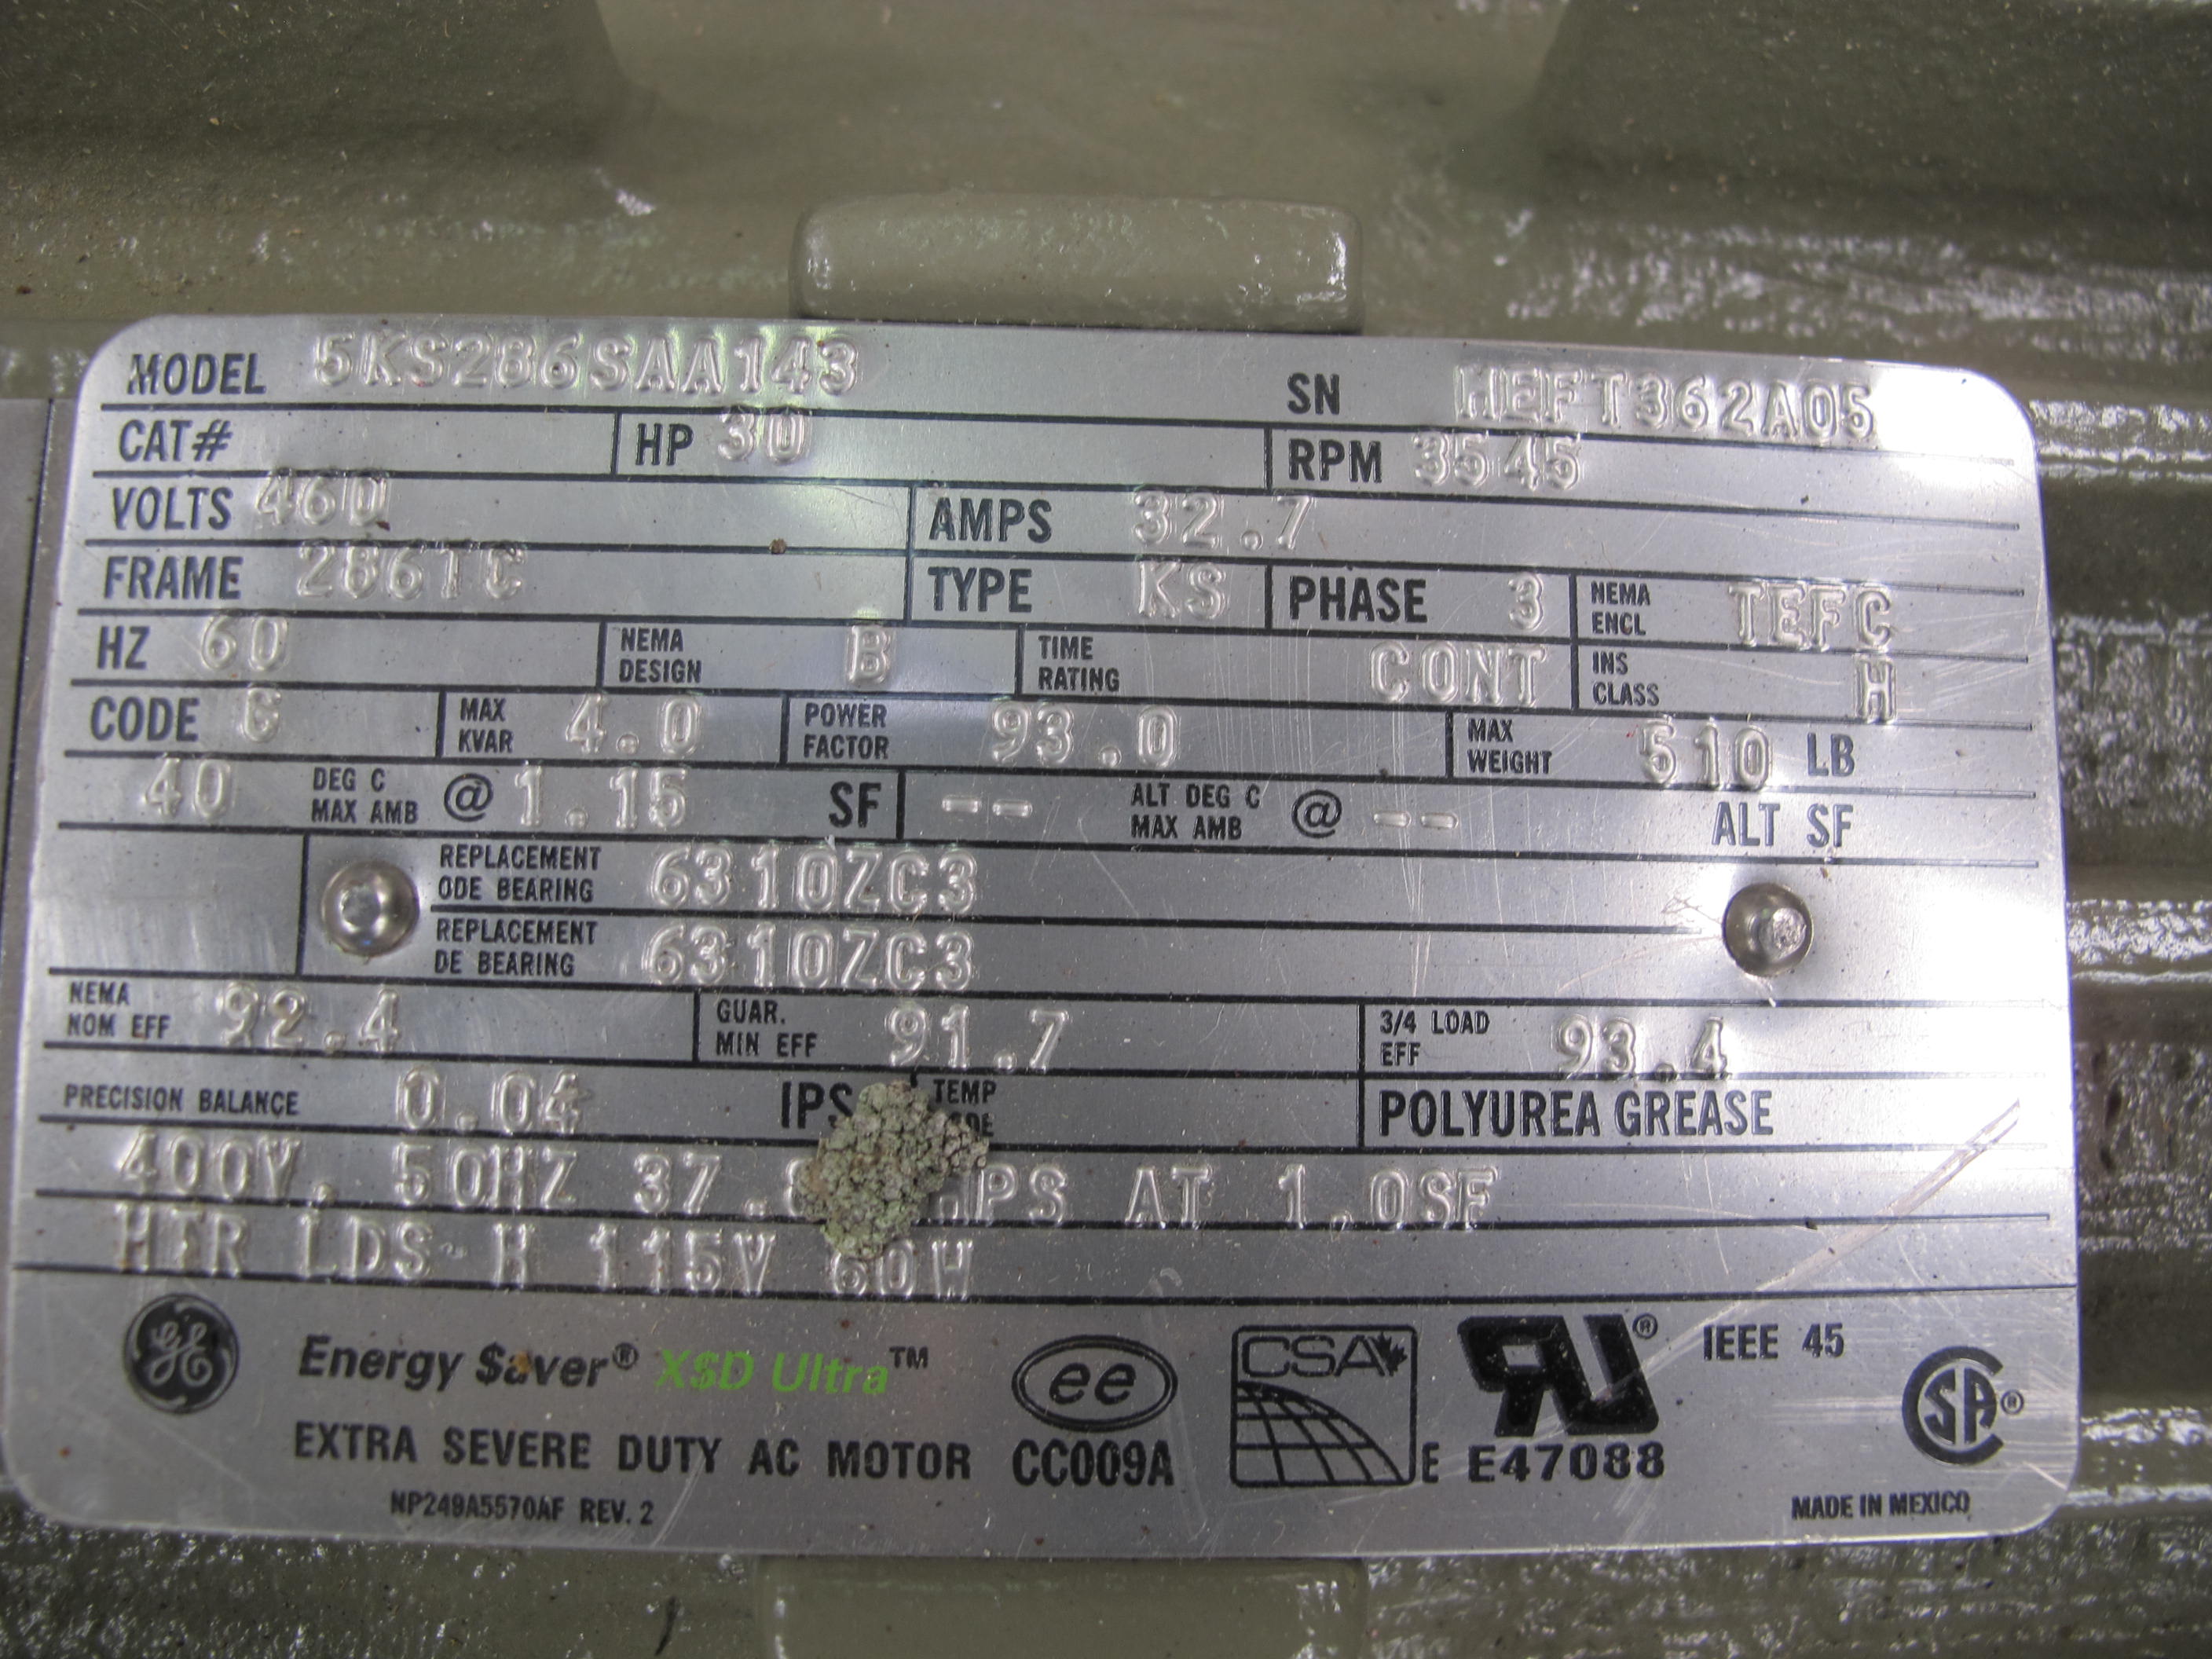 MODEL 5KS286SAA143 SN HEFT362A05
CAT# HP 30 RPM 3545
VOLTS 460 AMPS 32.7
FRAME 286TC TYPE KS PHASE 3 NEMA ENCL TEFC
HZ 60 NEMA DESIGN B TIME RATING CONT INS CLASS H
CODE G MAX KVAR 4.0 POWER FACTOR 93.0 MAX WEIGHT 510 LB
40 DEG C MAX AMB @ 1.15 SF -- ALT DEG C MAX AMB @ -- ALT SF
REPLACEMENT ODE BEARING 6310ZC3
REPLACEMENT DE BEARING 6310ZC3
NEMA NOM EFF 92.4 GUAR. MIN EFF 91.7 3/4 LOAD EFF 93.4
PRECISION BALANCE 0.04 IPS TEMP POLYUREA GREASE
400V, 50HZ AT 1.0SF
HTR LDS- H 115V 60W
GE Energy $aver® X$D Ultra™ ee CSA RU® IEEE 45 SA®
EXTRA SEVERE DUTY AC MOTOR CC009A E E47088
NP249A5570AF REV. 2 MADE IN MEXICO